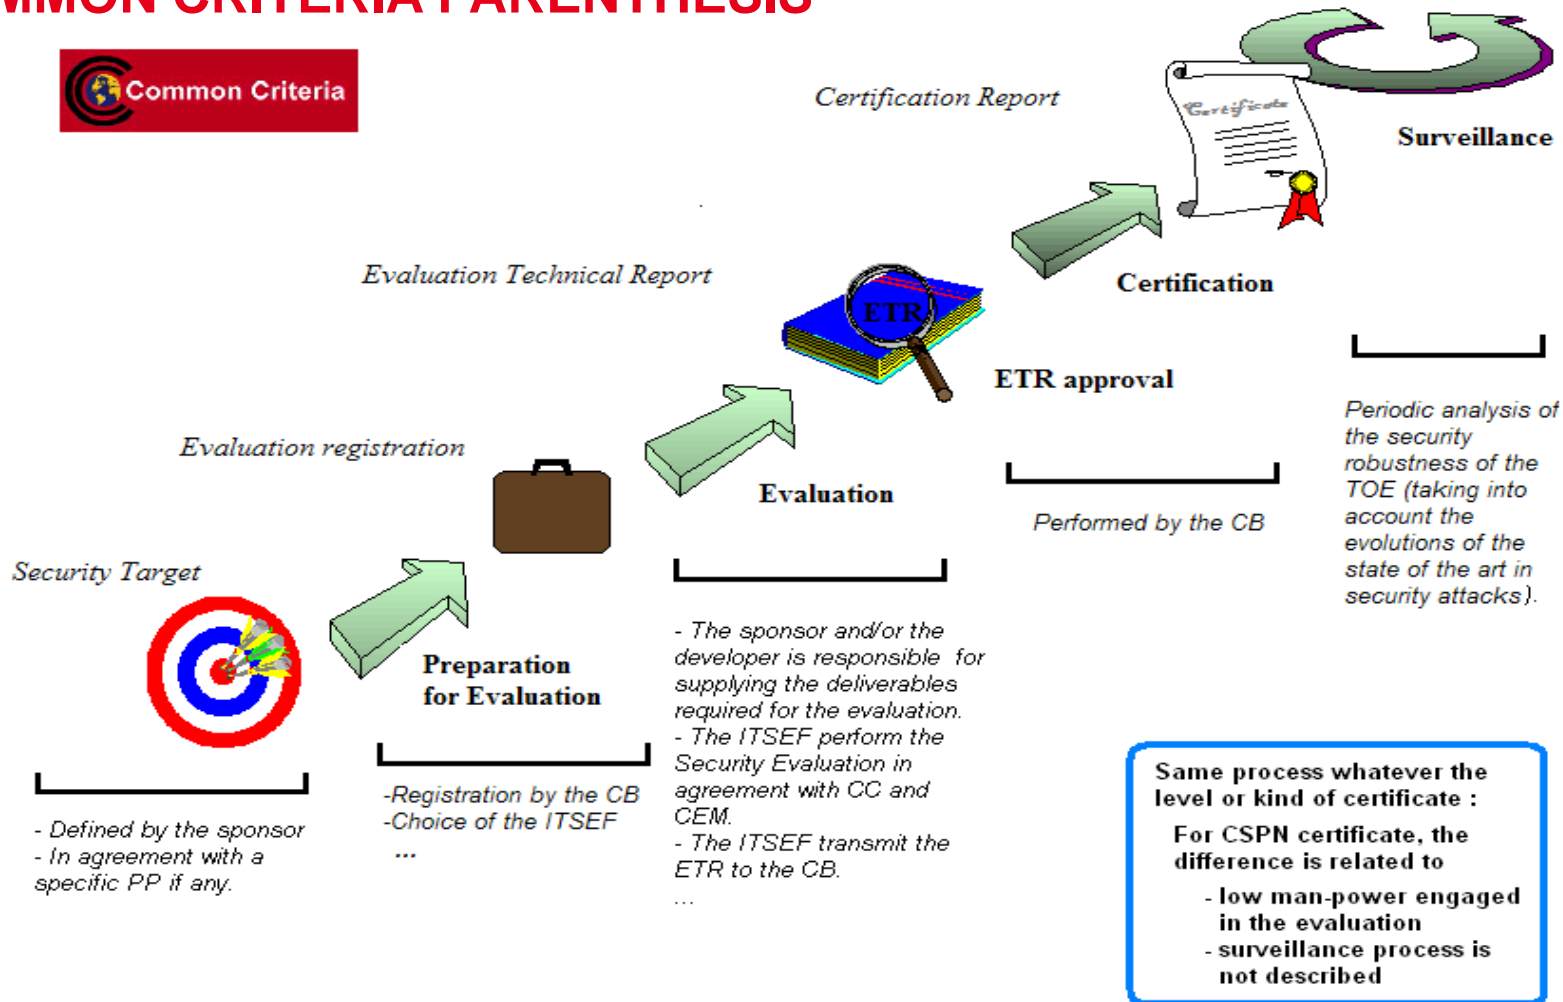 MMON CRITERIA PARENTHESIS
Common Criteria
Certification Report
Certificate
Surveillance
Evaluation Technical Report
ETR
Certification
ETR approval
Evaluation registration
Evaluation
Performed by the CB
Periodic analysis of
the security
robustness of the
TOE (taking into
account the
evolutions of the
state of the art in
security attacks).
Security Target
Preparation
for Evaluation
- Defined by the sponsor
- In agreement with a
specific PP if any.
-Registration by the CB
-Choice of the ITSEF
...
- The sponsor and/or the
developer is responsible for
supplying the deliverables
required for the evaluation.
- The ITSEF perform the
Security Evaluation in
agreement with CC and
CEM.
- The ITSEF transmit the
ETR to the CB.
...
Same process whatever the
level or kind of certificate :
For CSPN certificate, the
difference is related to
- low man-power engaged
in the evaluation
- surveillance process is
not described